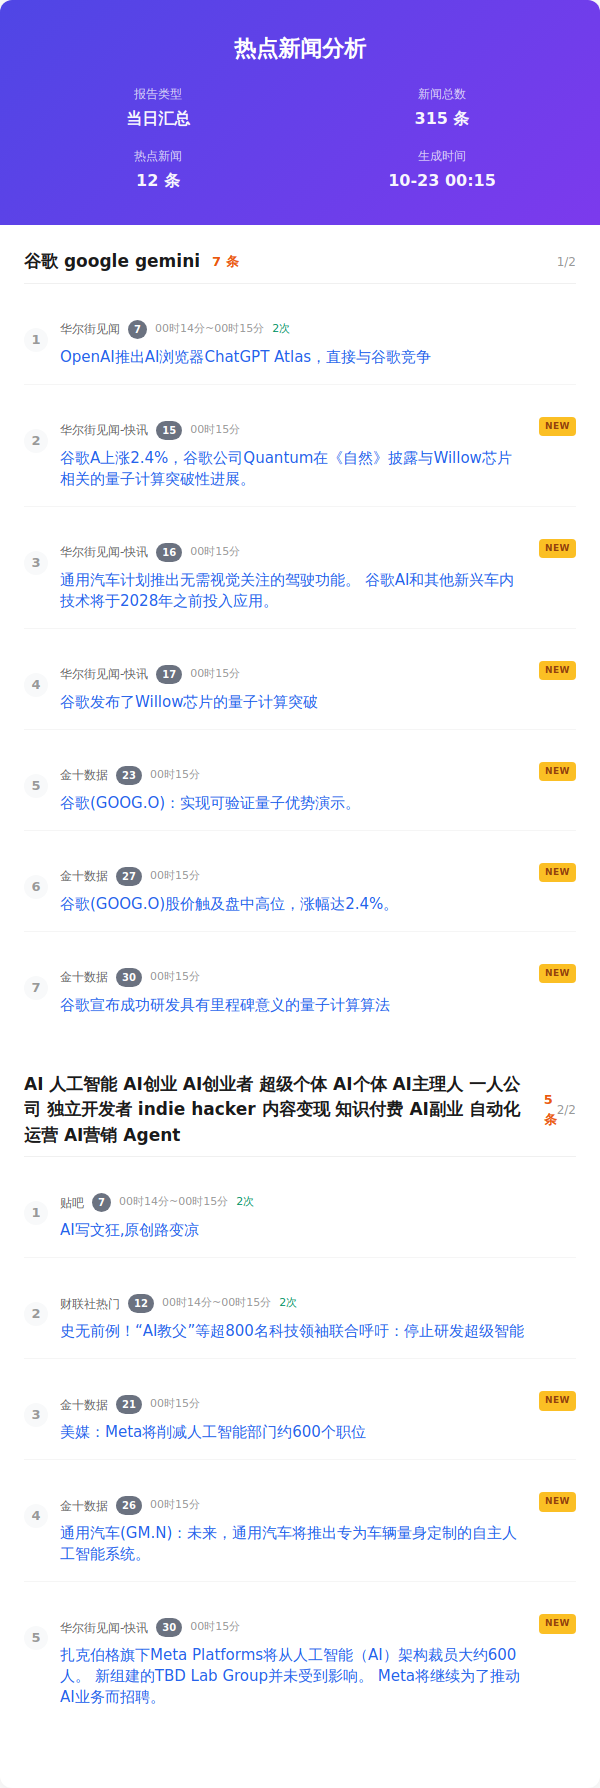 热点新闻分析
报告类型
新闻总数
当日汇总
315 条
热点新闻
生成时间
12 条
10-23 00:15
谷歌 google gemini 7 条 1/2
1
华尔街见闻 7 00时14分~00时15分 2次
OpenAI推出AI浏览器ChatGPT Atlas，直接与谷歌竞争
2
华尔街见闻-快讯 15 00时15分 NEW
谷歌A上涨2.4%，谷歌公司Quantum在《自然》披露与Willow芯片
相关的量子计算突破性进展。
3
华尔街见闻-快讯 16 00时15分 NEW
通用汽车计划推出无需视觉关注的驾驶功能。 谷歌AI和其他新兴车内
技术将于2028年之前投入应用。
4
华尔街见闻-快讯 17 00时15分 NEW
谷歌发布了Willow芯片的量子计算突破
5
金十数据 23 00时15分 NEW
谷歌(GOOG.O)：实现可验证量子优势演示。
6
金十数据 27 00时15分 NEW
谷歌(GOOG.O)股价触及盘中高位，涨幅达2.4%。
7
金十数据 30 00时15分 NEW
谷歌宣布成功研发具有里程碑意义的量子计算算法
AI 人工智能 AI创业 AI创业者 超级个体 AI个体 AI主理人 一人公
司 独立开发者 indie hacker 内容变现 知识付费 AI副业 自动化
运营 AI营销 Agent
5
条
2/2
1
贴吧 7 00时14分~00时15分 2次
AI写文狂,原创路变凉
2
财联社热门 12 00时14分~00时15分 2次
史无前例！“AI教父”等超800名科技领袖联合呼吁：停止研发超级智能
3
金十数据 21 00时15分 NEW
美媒：Meta将削减人工智能部门约600个职位
4
金十数据 26 00时15分 NEW
通用汽车(GM.N)：未来，通用汽车将推出专为车辆量身定制的自主人
工智能系统。
5
华尔街见闻-快讯 30 00时15分 NEW
扎克伯格旗下Meta Platforms将从人工智能（AI）架构裁员大约600
人。 新组建的TBD Lab Group并未受到影响。 Meta将继续为了推动
AI业务而招聘。